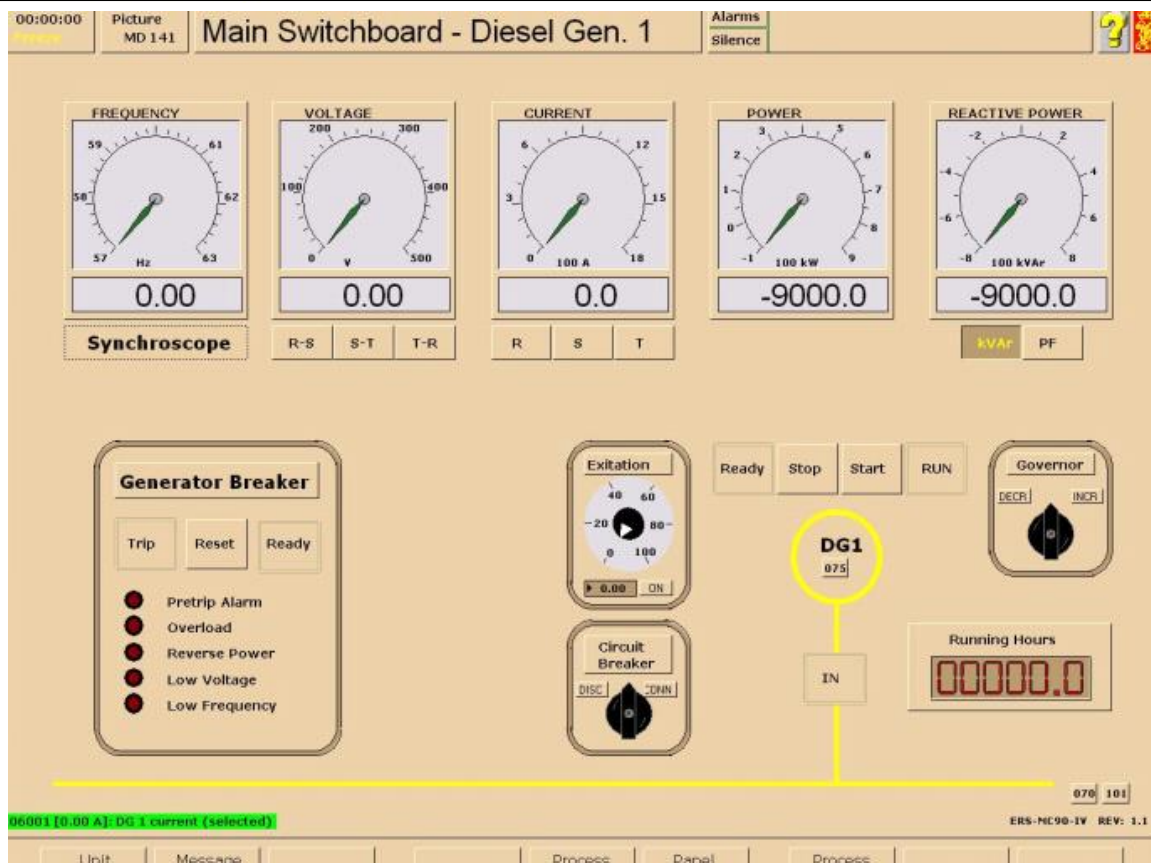 00:00:00
Freeze
Picture
MD 141
Main Switchboard - Diesel Gen. 1
Alarms
Silence
?
FREQUENCY
59
61
58
62
57
Hz
63
0.00
Synchroscope
VOLTAGE
200
300
100
400
0
V
500
0.00
R-S S-T T-R
CURRENT
6
12
3
15
0
100 A
18
0.0
R S T
POWER
3
5
2
6
1
7
0
8
-1
100 kW
9
-9000.0
REACTIVE POWER
-2
2
-4
4
-6
6
-8
100 kVAr
8
-9000.0
kVAr PF
Generator Breaker
Trip Reset Ready
Pretrip Alarm
Overload
Reverse Power
Low Voltage
Low Frequency
Exitation
40 60
20 80
0 100
0.00 ON
Circuit
Breaker
DISC CONN
Ready Stop Start RUN
DG1
075
IN
Governor
DECR INCR
Running Hours
00000.0
070 101
06001 [0.00 A]: DG 1 current (selected)
ERS-MC90-IV REV: 1.1
Unit Message Process Panel Process